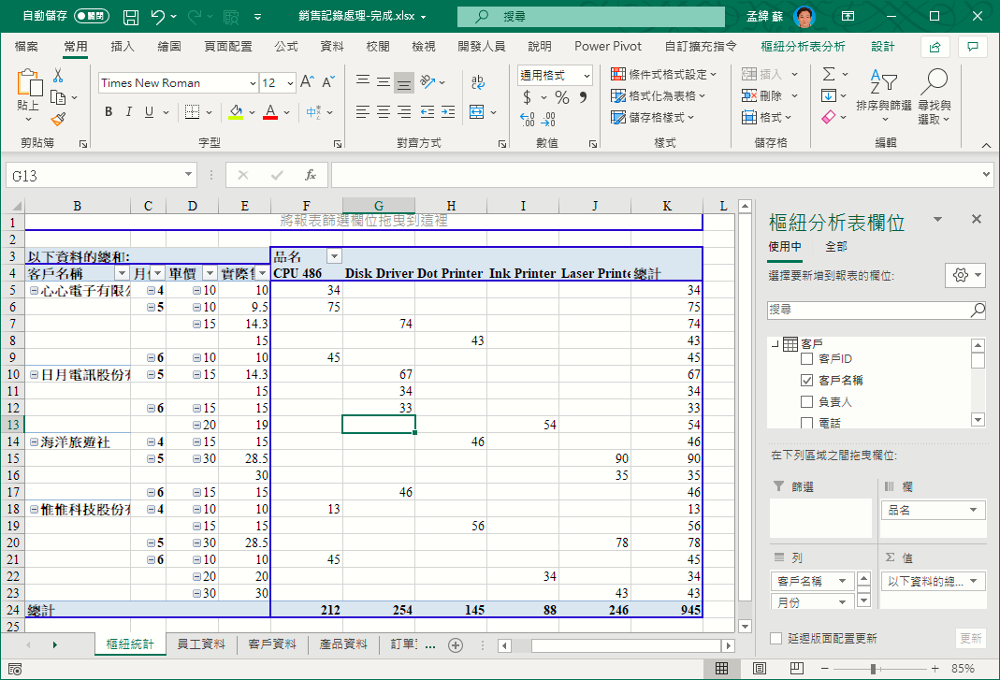 自動儲存 關閉 銷售記錄處理-完成.xlsx 搜尋 孟緯 蘇
檔案 常用 插入 繪圖 頁面配置 公式 資料 校閱 檢視 開發人員 說明 Power Pivot 自訂擴充指令 樞紐分析表分析 設計
貼上 Times New Roman 12 A A ab 通用格式 條件式格式設定 插入 Σ
B I U A 中 $ % 格式化為表格 刪除 排序與篩選 尋找與
儲存格樣式 格式 選取
剪貼簿 字型 對齊方式 數值 樣式 儲存格 編輯
G13 fx
B C D E F G H I J K L
1 將報表篩選欄位拖曳到這裡
2
3 以下資料的總和: 品名
4 客戶名稱 月 單價 實際 CPU 486 Disk Driver Dot Printer Ink Printer Laser Printe 總計
5 心心電子有限 4 10 10 34 34
6 5 10 9.5 75 75
7 15 14.3 74 74
8 15 43 43
9 6 10 10 45 45
10 日月電訊股份有 5 15 14.3 67 67
11 15 34 34
12 6 15 15 33 33
13 20 19 54 54
14 海洋旅遊社 4 15 15 46 46
15 5 30 28.5 90 90
16 30 35 35
17 6 15 15 46 46
18 惟惟科技股份有 4 10 10 13 13
19 15 15 56 56
20 5 30 28.5 78 78
21 6 10 10 45 45
22 20 20 34 34
23 30 30 43 43
24 總計 212 254 145 88 246 945
25
樞紐統計 員工資料 客戶資料 產品資料 訂單 ...
85%
樞紐分析表欄位
使用中 全部
選擇要新增到報表的欄位:
搜尋
客戶
客戶ID
客戶名稱
負責人
電話
在下列區域之間拖曳欄位:
篩選 欄
品名
列 Σ 值
客戶名稱 以下資料的總...
月份
延遲版面配置更新 更新